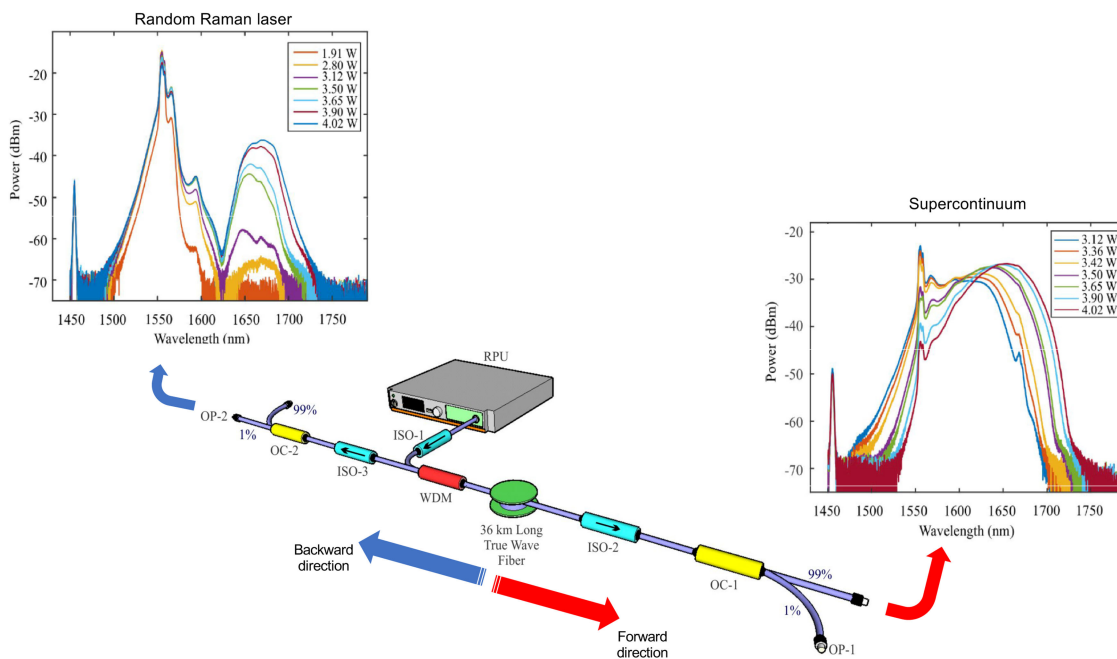 Random Raman laser
1.91 W
2.80 W
3.12 W
3.50 W
3.65 W
3.90 W
4.02 W
Power (dBm)
-20
-30
-40
-50
-60
-70
1450 1500 1550 1600 1650 1700 1750
Wavelength (nm)
Supercontinuum
3.12 W
3.36 W
3.42 W
3.50 W
3.65 W
3.90 W
4.02 W
Power (dBm)
-20
-30
-40
-50
-60
-70
1450 1500 1550 1600 1650 1700 1750
Wavelength (nm)
RPU
OP-2
99%
1%
OC-2
ISO-1
ISO-3
WDM
36 km Long
True Wave
Fiber
ISO-2
OC-1
99%
1%
OP-1
Backward
direction
Forward
direction